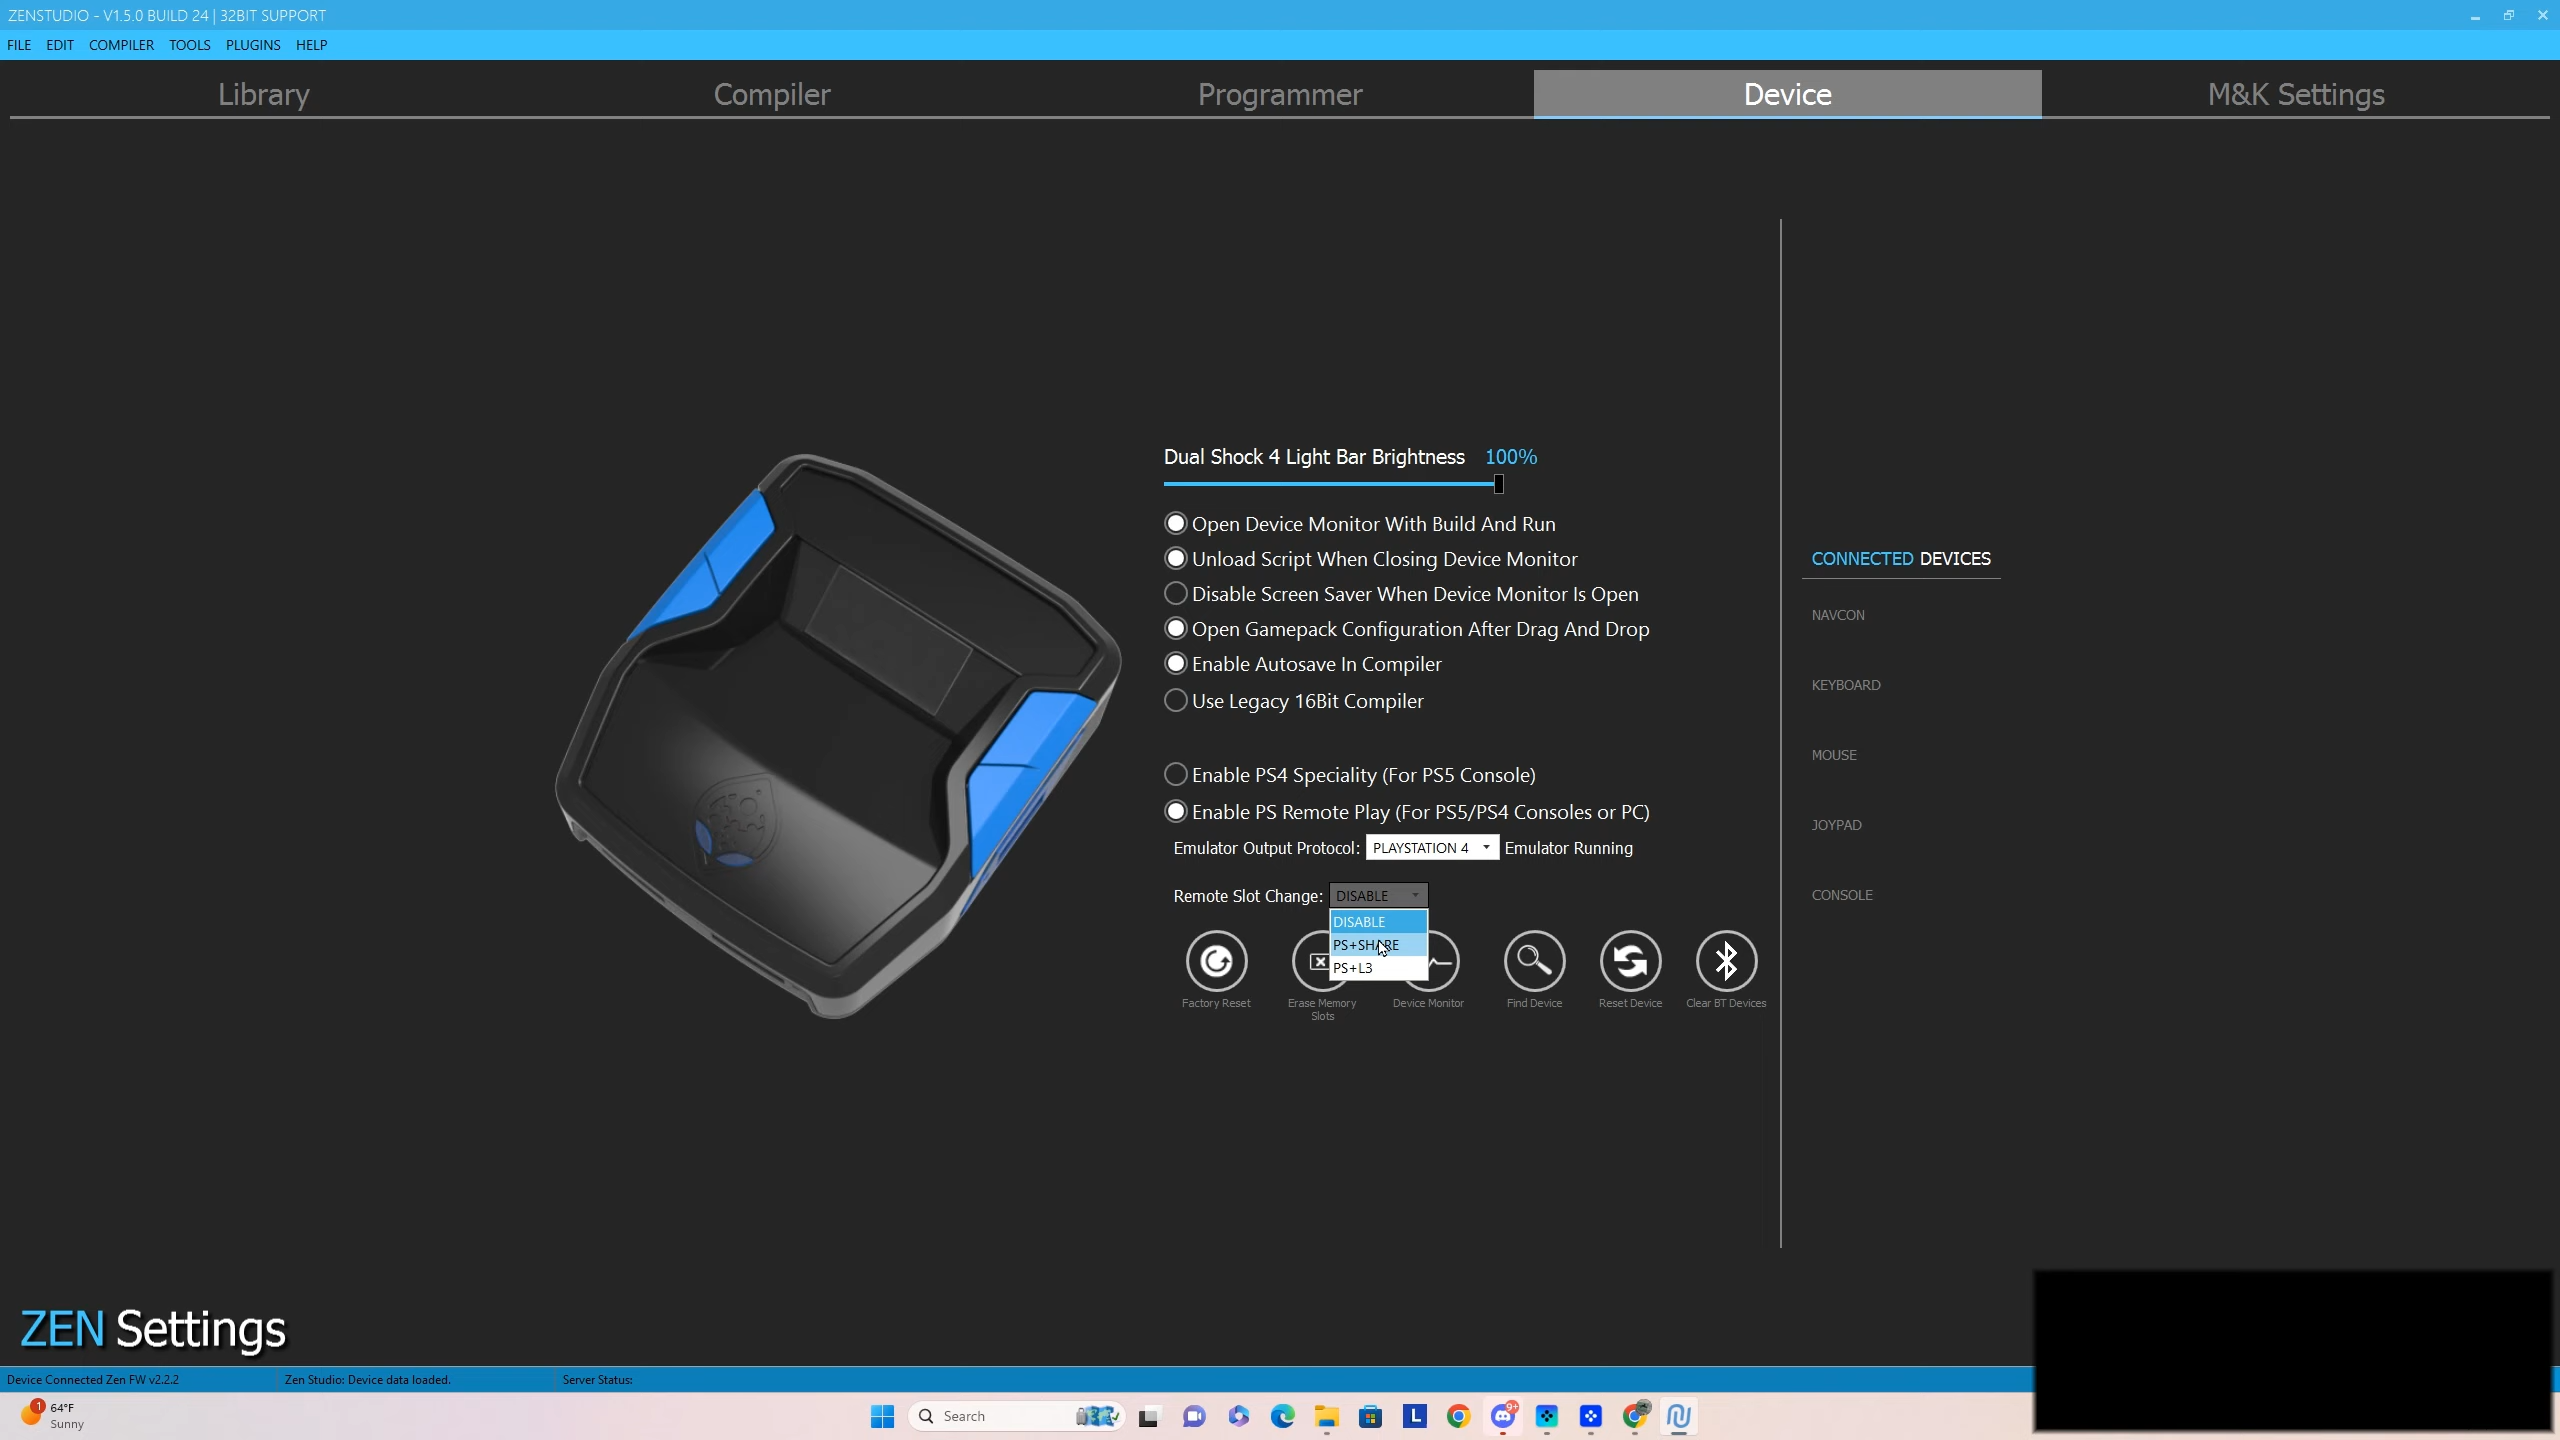 ZENSTUDIO - V1.5.0 BUILD 24 | 32BIT SUPPORT
FILE EDIT COMPILER TOOLS PLUGINS HELP
Library Compiler Programmer Device M&K Settings
Dual Shock 4 Light Bar Brightness 100%
Open Device Monitor With Build And Run
Unload Script When Closing Device Monitor
Disable Screen Saver When Device Monitor Is Open
Open Gamepack Configuration After Drag And Drop
Enable Autosave In Compiler
Use Legacy 16Bit Compiler
Enable PS4 Speciality (For PS5 Console)
Enable PS Remote Play (For PS5/PS4 Consoles or PC)
Emulator Output Protocol: PLAYSTATION 4 Emulator Running
Remote Slot Change: DISABLE
DISABLE
PS+SHARE
PS+L3
Factory Reset
Erase Memory
Slots
Device Monitor
Find Device
Reset Device
Clear BT Devices
CONNECTED DEVICES
NAVCON
KEYBOARD
MOUSE
JOYPAD
CONSOLE
ZEN Settings
Device Connected Zen FW v2.2.2
Zen Studio: Device data loaded.
Server Status:
1
64°F
Sunny
Search
L
9+